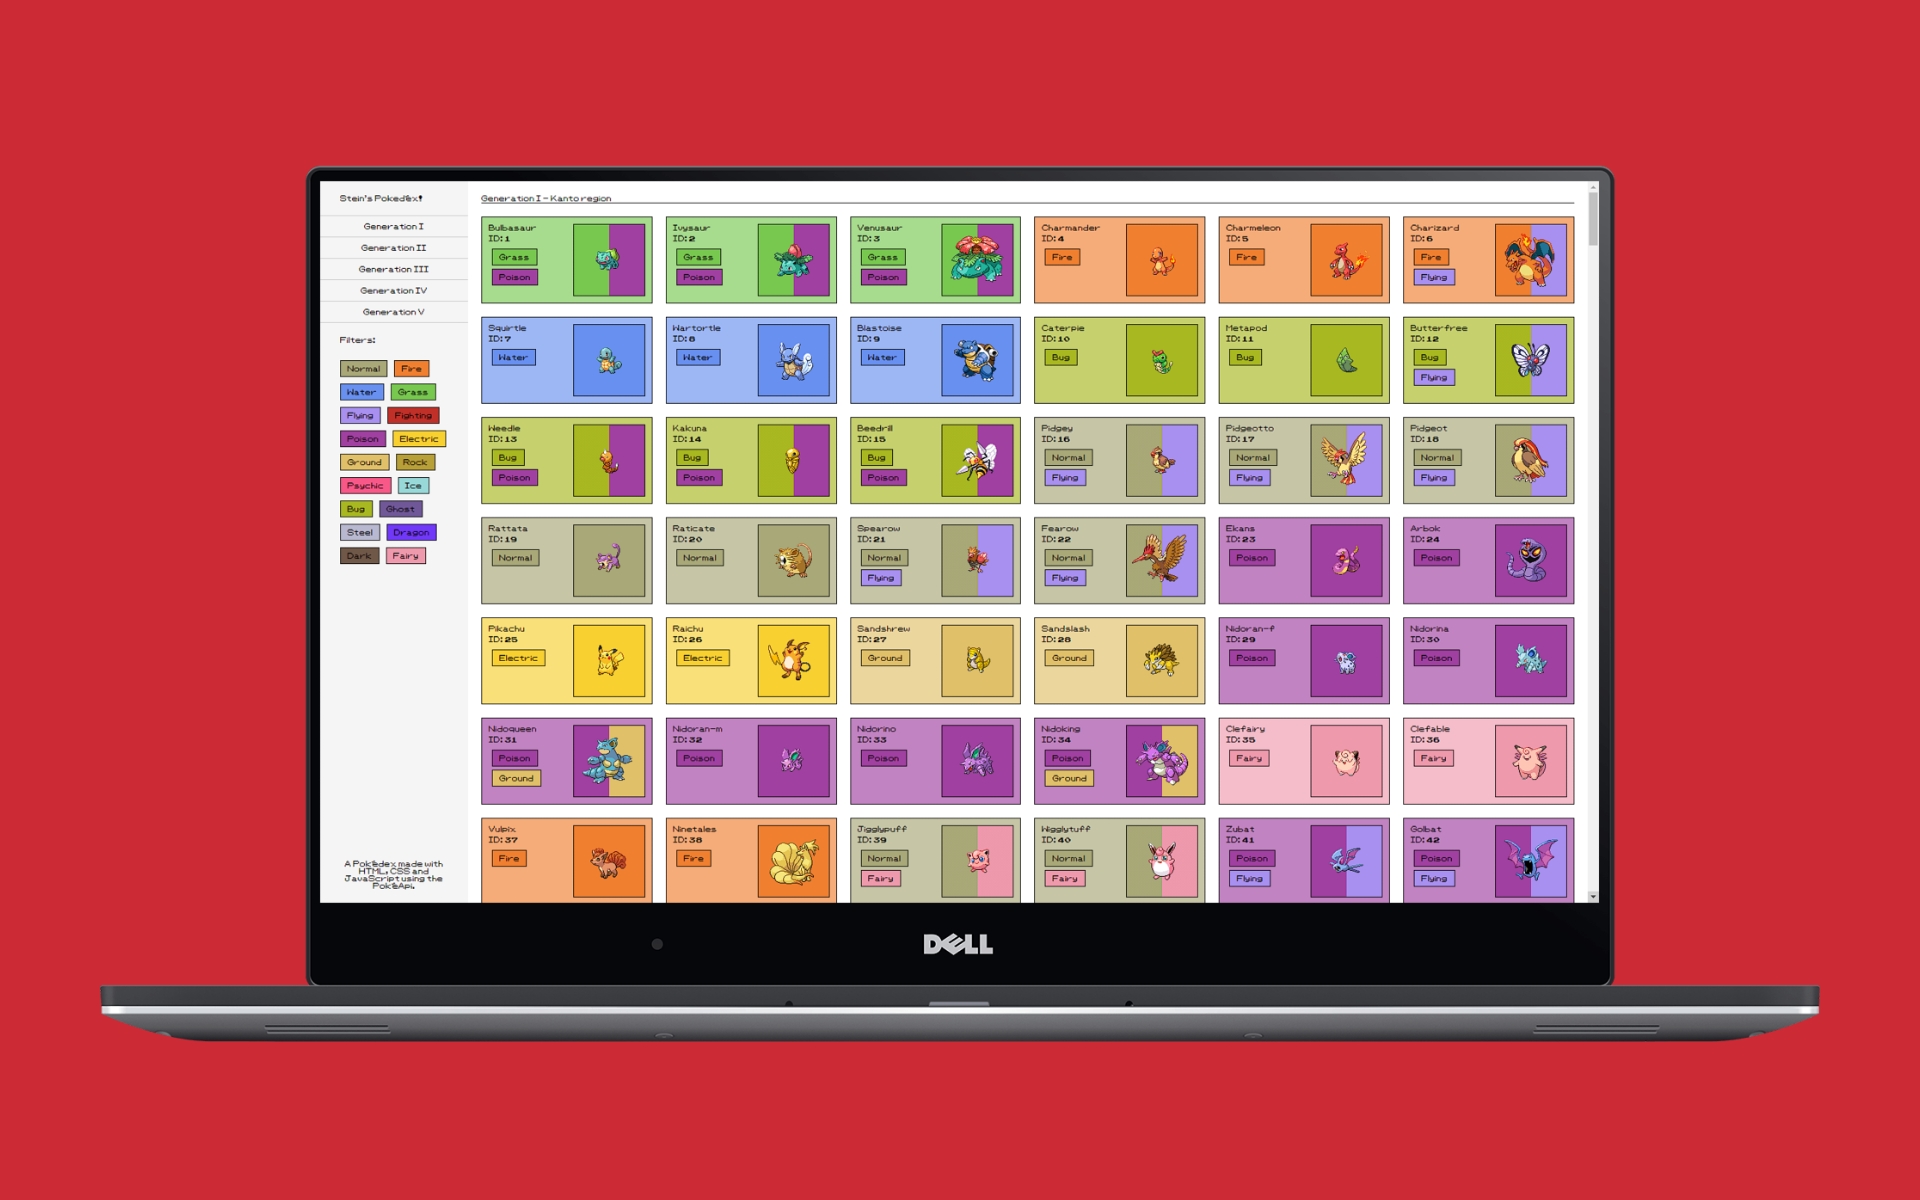 Stein's Pokedéx!
Generation I
Generation II
Generation III
Generation IV
Generation V
Filters:
Normal Fire
Water Grass
Flying Fighting
Poison Electric
Ground Rock
Psychic Ice
Bug Ghost
Steel Dragon
Dark Fairy
A Pokédex made with
HTML, CSS and
JavaScript using the
PokéApi.
Generation I - Kanto region
Bulbasaur
ID: 1
Grass
Poison
Ivysaur
ID: 2
Grass
Poison
Venusaur
ID: 3
Grass
Poison
Charmander
ID: 4
Fire
Charmeleon
ID: 5
Fire
Charizard
ID: 6
Fire
Flying
Squirtle
ID: 7
Water
Wartortle
ID: 8
Water
Blastoise
ID: 9
Water
Caterpie
ID: 10
Bug
Metapod
ID: 11
Bug
Butterfree
ID: 12
Bug
Flying
Weedle
ID: 13
Bug
Poison
Kakuna
ID: 14
Bug
Poison
Beedrill
ID: 15
Bug
Poison
Pidgey
ID: 16
Normal
Flying
Pidgeotto
ID: 17
Normal
Flying
Pidgeot
ID: 18
Normal
Flying
Rattata
ID: 19
Normal
Raticate
ID: 20
Normal
Spearow
ID: 21
Normal
Flying
Fearow
ID: 22
Normal
Flying
Ekans
ID: 23
Poison
Arbok
ID: 24
Poison
Pikachu
ID: 25
Electric
Raichu
ID: 26
Electric
Sandshrew
ID: 27
Ground
Sandslash
ID: 28
Ground
Nidoran-f
ID: 29
Poison
Nidorina
ID: 30
Poison
Nidoqueen
ID: 31
Poison
Ground
Nidoran-m
ID: 32
Poison
Nidorino
ID: 33
Poison
Nidoking
ID: 34
Poison
Ground
Clefairy
ID: 35
Fairy
Clefable
ID: 36
Fairy
Vulpix
ID: 37
Fire
Ninetales
ID: 38
Fire
Jigglypuff
ID: 39
Normal
Fairy
Wigglytuff
ID: 40
Normal
Fairy
Zubat
ID: 41
Poison
Flying
Golbat
ID: 42
Poison
Flying
DELL